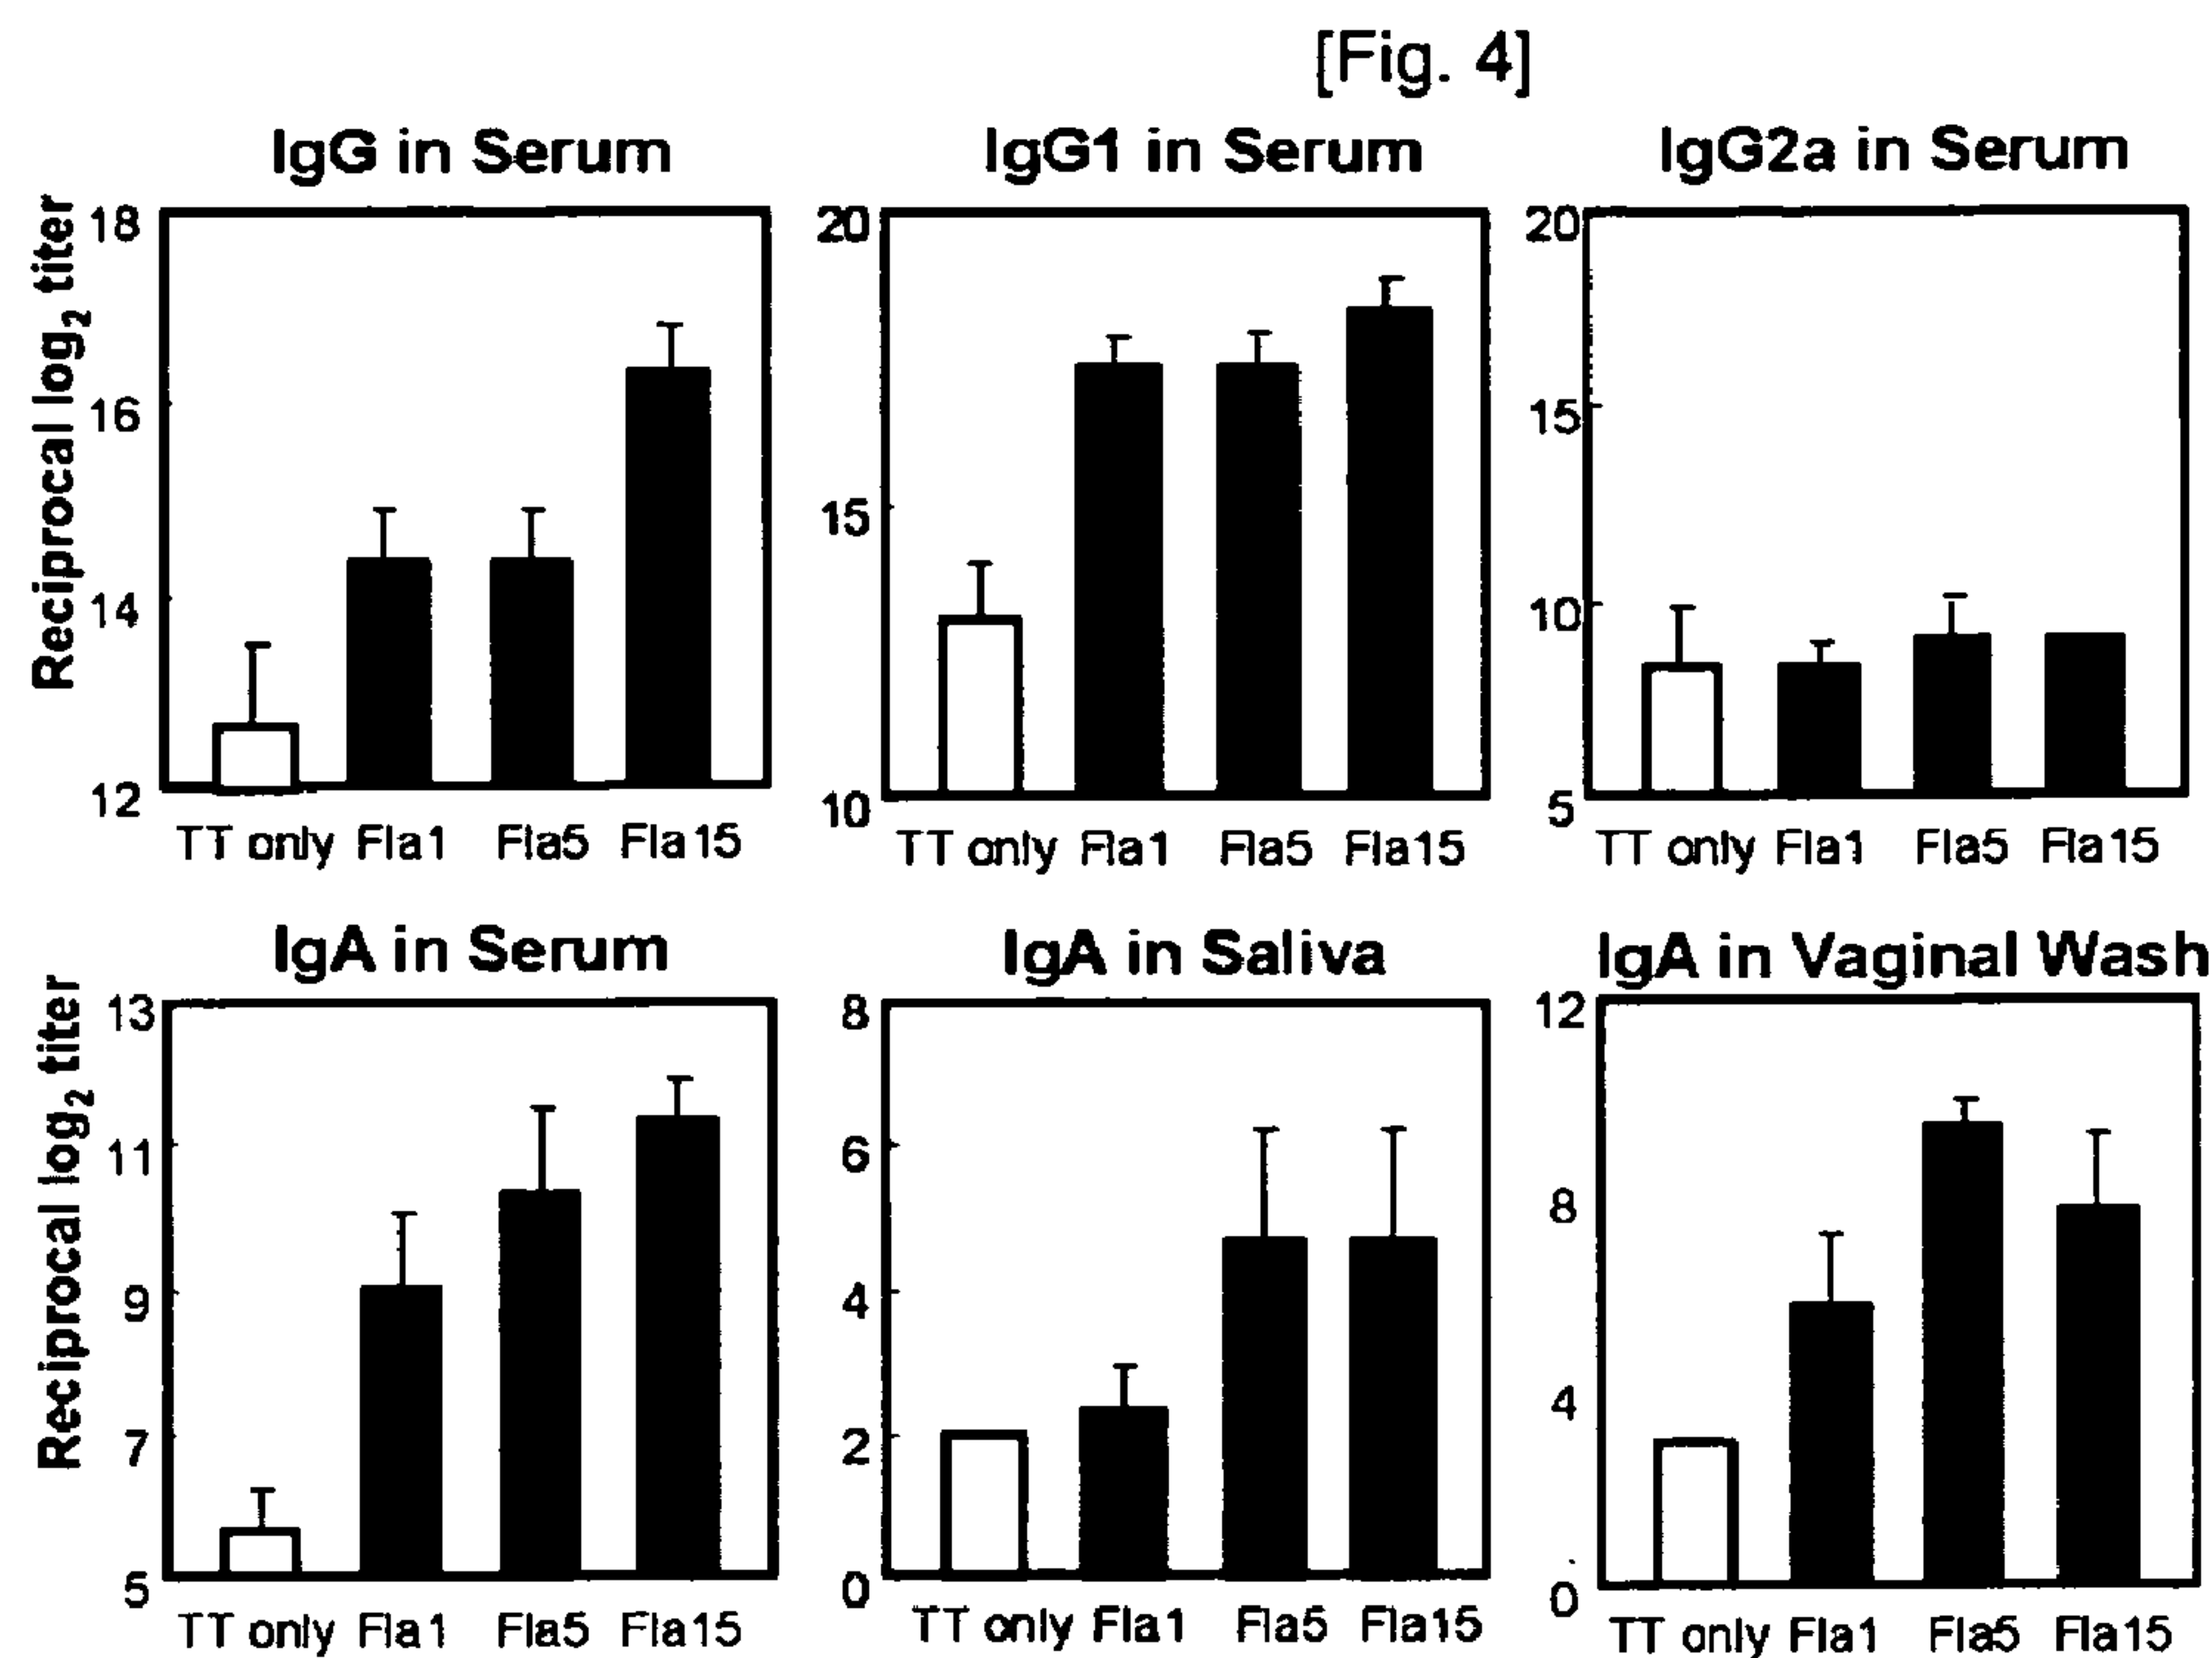 [Fig. 4]
IgG in Serum
Reciprocal log₂ titer
18
16
14
12
TT only Fla1 Fla5 Fla15
IgG1 in Serum
20
15
10
TT only Fla1 Fla5 Fla15
IgG2a in Serum
20
15
10
5
TT only Fla1 Fla5 Fla15
IgA in Serum
Reciprocal log₂ titer
13
11
9
7
5
TT only Fla1 Fla5 Fla15
IgA in Saliva
8
6
4
2
0
TT only Fla1 Fla5 Fla15
IgA in Vaginal Wash
12
8
4
0
TT only Fla1 Fla5 Fla15